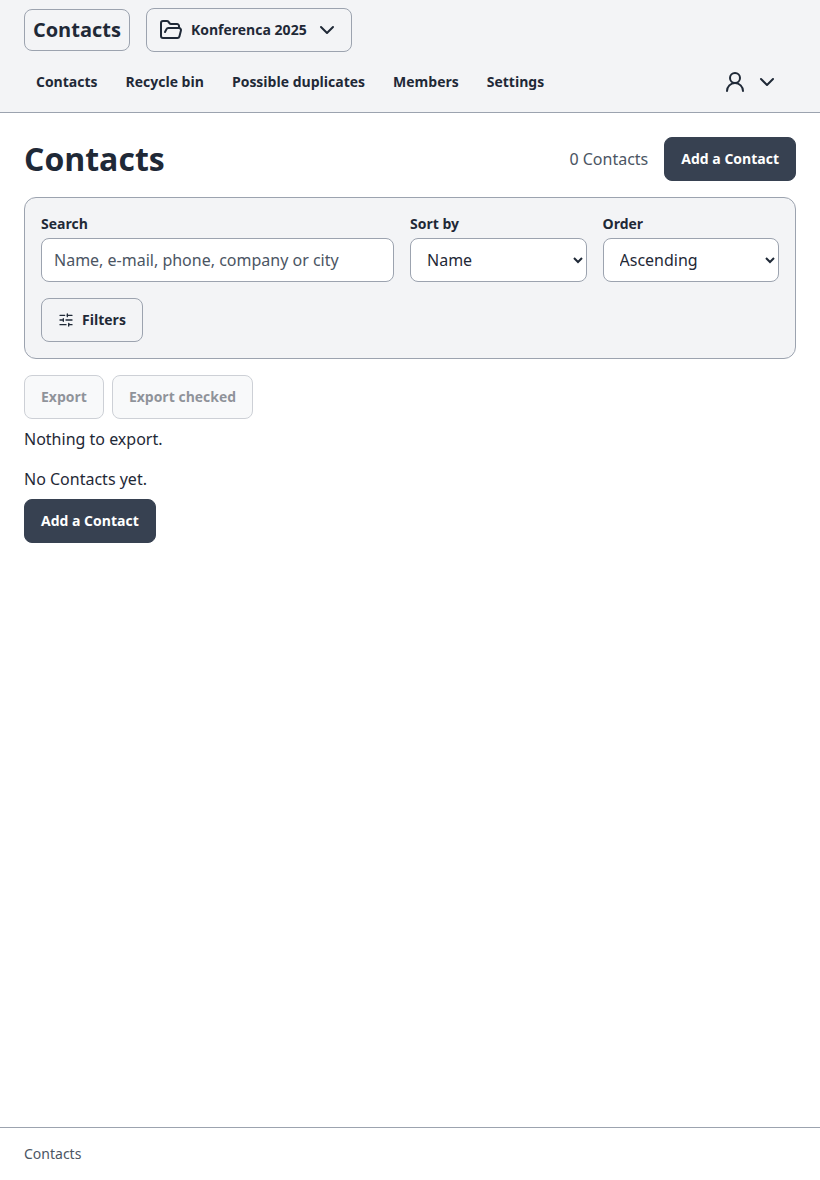 Contacts
Konferenca 2025
Contacts Recycle bin Possible duplicates Members Settings
Contacts
0 Contacts
Add a Contact
Search
Sort by
Order
Name, e-mail, phone, company or city
Name
Ascending
Filters
Export
Export checked
Nothing to export.
No Contacts yet.
Add a Contact
Contacts